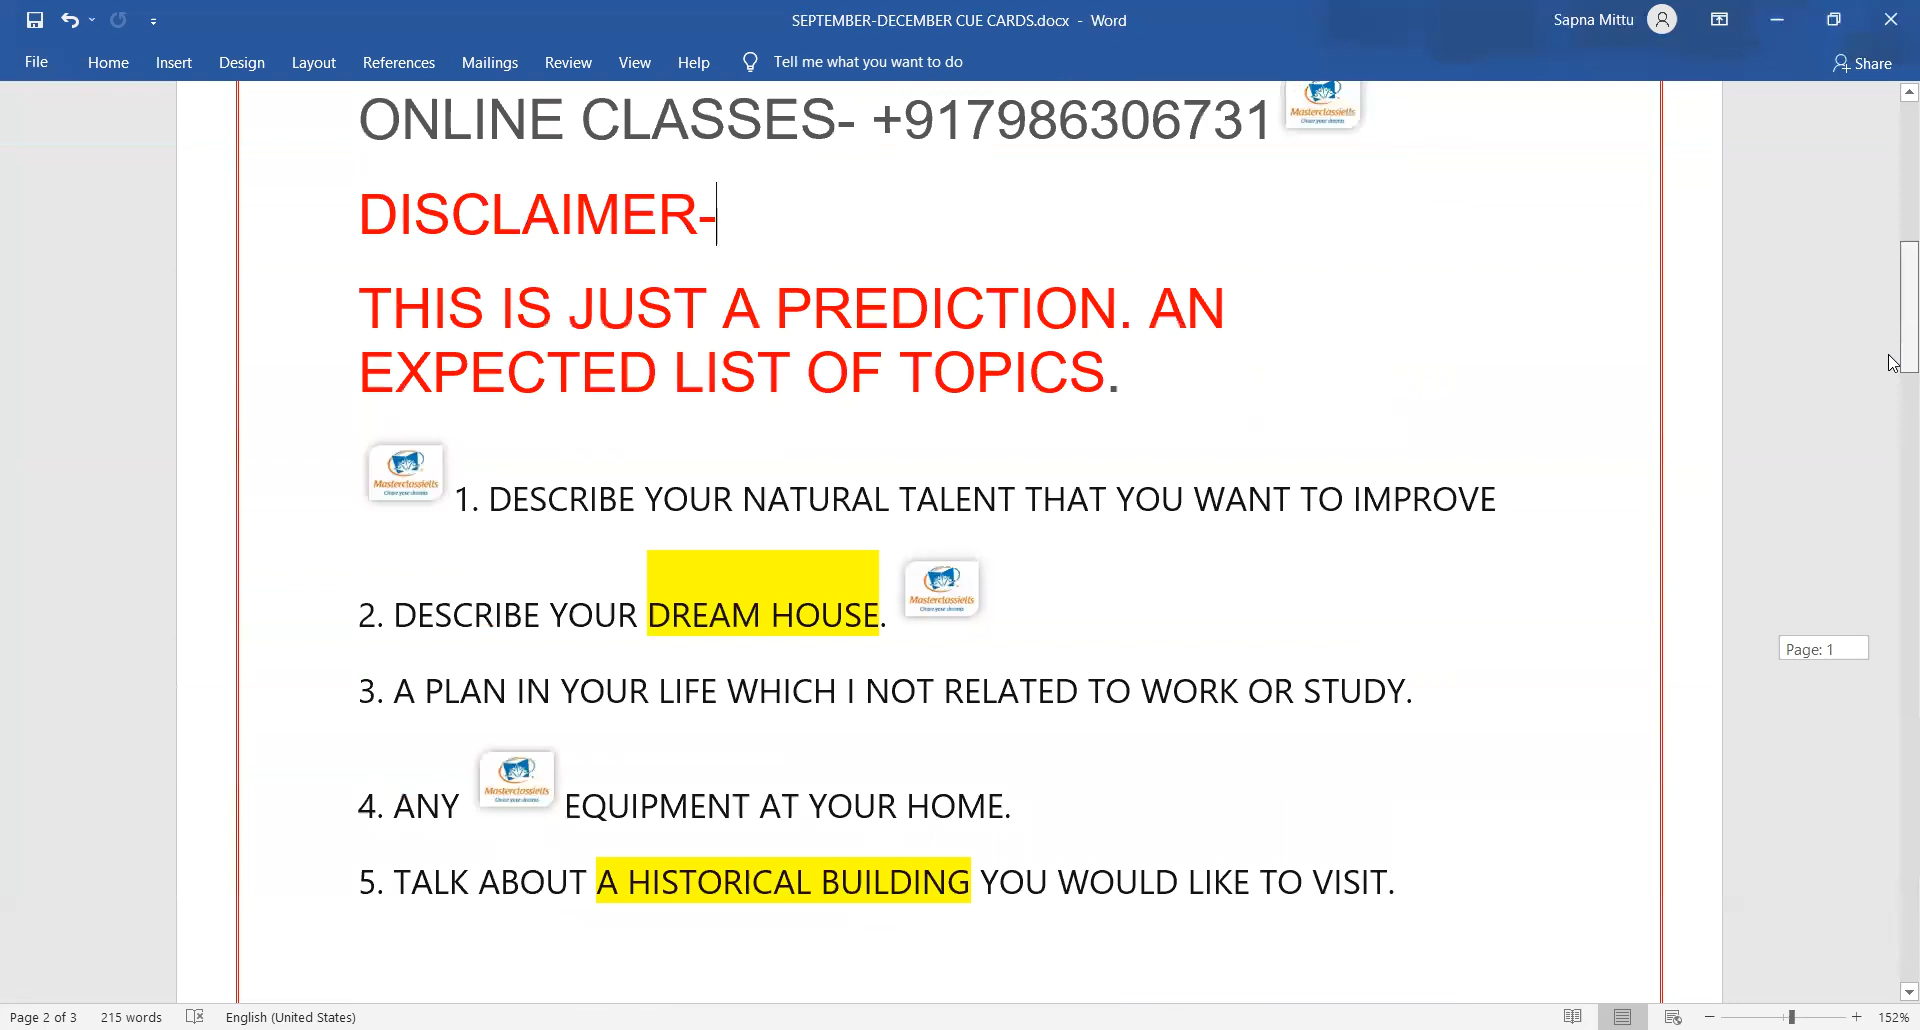 SEPTEMBER-DECEMBER CUE CARDS.docx - Word
Sapna Mittu
File Home Insert Design Layout References Mailings Review View Help Tell me what you want to do Share
ONLINE CLASSES- +917986306731
Masterclassielts
DISCLAIMER-
THIS IS JUST A PREDICTION. AN
EXPECTED LIST OF TOPICS.
Masterclassielts
1. DESCRIBE YOUR NATURAL TALENT THAT YOU WANT TO IMPROVE
2. DESCRIBE YOUR DREAM HOUSE.
Masterclassielts
Page: 1
3. A PLAN IN YOUR LIFE WHICH I NOT RELATED TO WORK OR STUDY.
Masterclassielts
4. ANY EQUIPMENT AT YOUR HOME.
5. TALK ABOUT A HISTORICAL BUILDING YOU WOULD LIKE TO VISIT.
Page 2 of 3 215 words English (United States) 152%